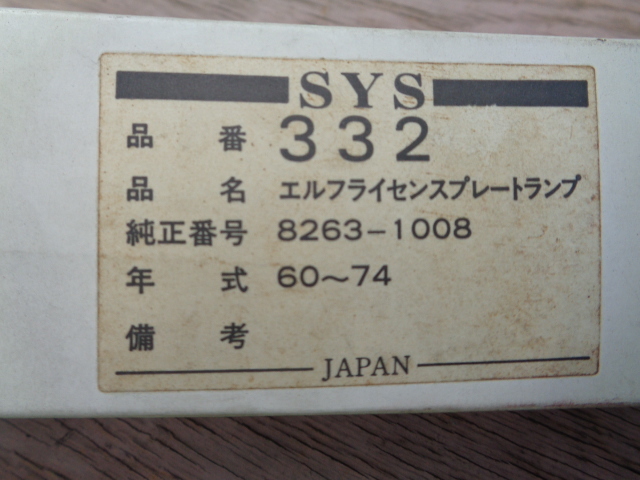 SYS
品番 332
品名 エルフライセンスプレートランプ
純正番号 8263-1008
年式 60~74
備考
JAPAN